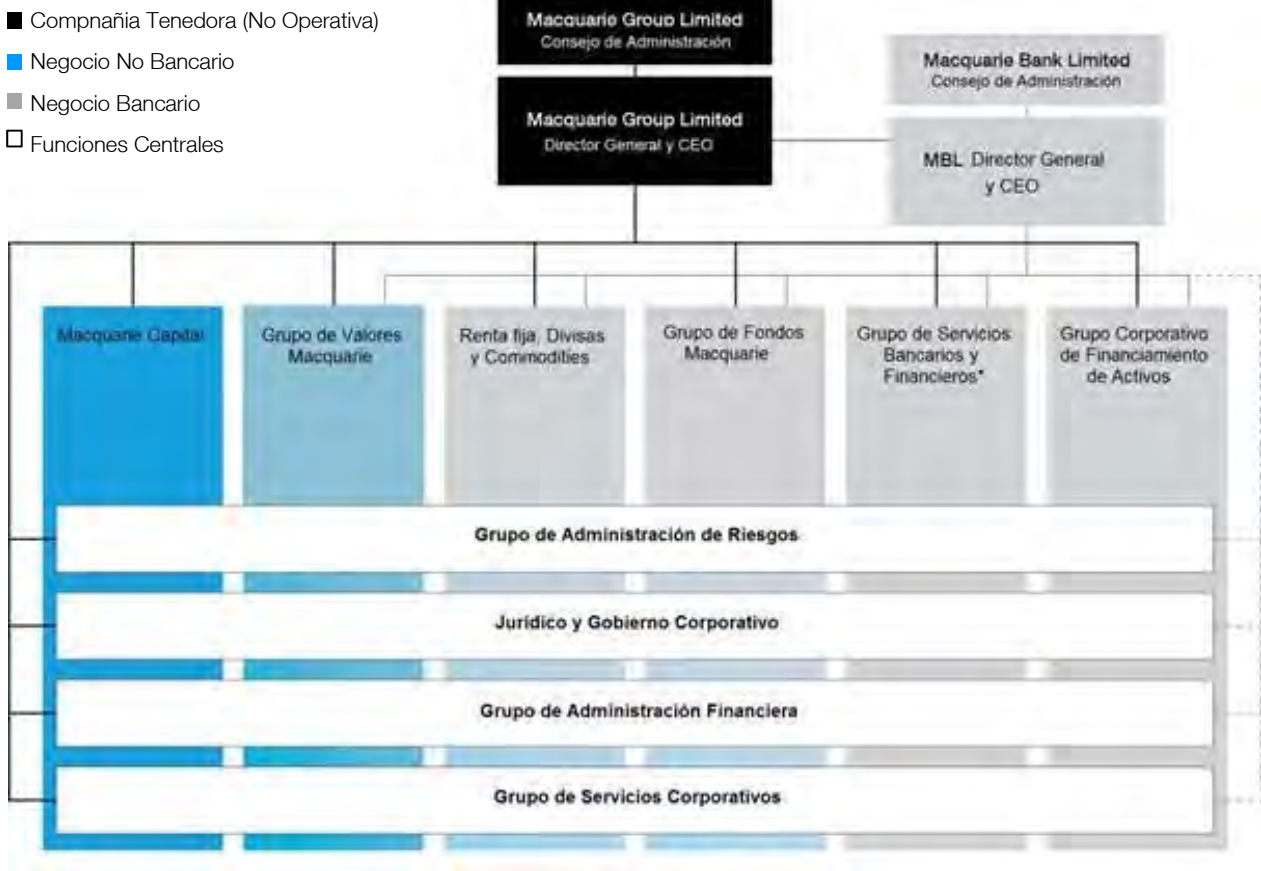 Compnañia Tenedora (No Operativa)
Negocio No Bancario
Negocio Bancario
Funciones Centrales
Macquarie Group Limited
Consejo de Administración
Macquarie Group Limited
Director General y CEO
Macquarie Bank Limited
Consejo de Administración
MBL Director General
y CEO
Macquarie Capital
Grupo de Valores
Macquarie
Renta fija, Divisas
y Commodities
Grupo de Fondos
Macquarie
Grupo de Servicios
Bancarios y
Financieros*
Grupo Corporativo
de Financiamiento
de Activos
Grupo de Administración de Riesgos
Jurídico y Gobierno Corporativo
Grupo de Administración Financiera
Grupo de Servicios Corporativos